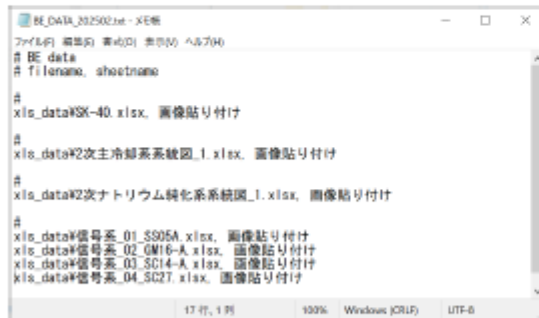 BE_DATA_202502.txt - メモ帳
ファイル(F) 編集(E) 書式(O) 表示(V) ヘルプ(H)
# BE data
# filename, sheetname
#
xls_data¥SK-40.xlsx, 画像貼り付け
#
xls_data¥2次主冷却系系統図_1.xlsx, 画像貼り付け
#
xls_data¥2次ナトリウム純化系系統図_1.xlsx, 画像貼り付け
#
xls_data¥信号系_01_SS05A.xlsx, 画像貼り付け
xls_data¥信号系_02_GM16-A.xlsx, 画像貼り付け
xls_data¥信号系_03_SC14-A.xlsx, 画像貼り付け
xls_data¥信号系_04_SC27.xlsx, 画像貼り付け
17 行、1 列 100% Windows (CRLF) UTF-8